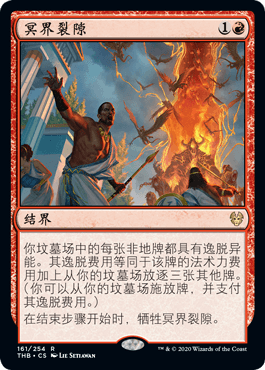 冥界裂隙 1
结界
你坟墓场中的每张非地牌都具有逸脱异
能。其逸脱费用等同于该牌的法术力费
用加上从你的坟墓场放逐三张其他牌。
(你可以从你的坟墓场施放牌，并支付
其逸脱费用。)
在结束步骤开始时，牺牲冥界裂隙。
161/254 R
THB • CS LIE SETIAWAN
™ & © 2020 Wizards of the Coast